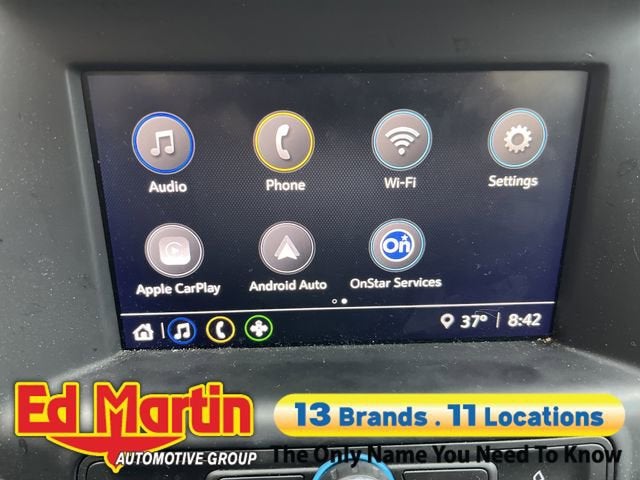 Audio
Phone
Wi-Fi
Settings
Apple CarPlay
Android Auto
On
OnStar Services
37° | 8:42
Ed Martin
AUTOMOTIVE GROUP
13 Brands . 11 Locations
The Only Name You Need To Know